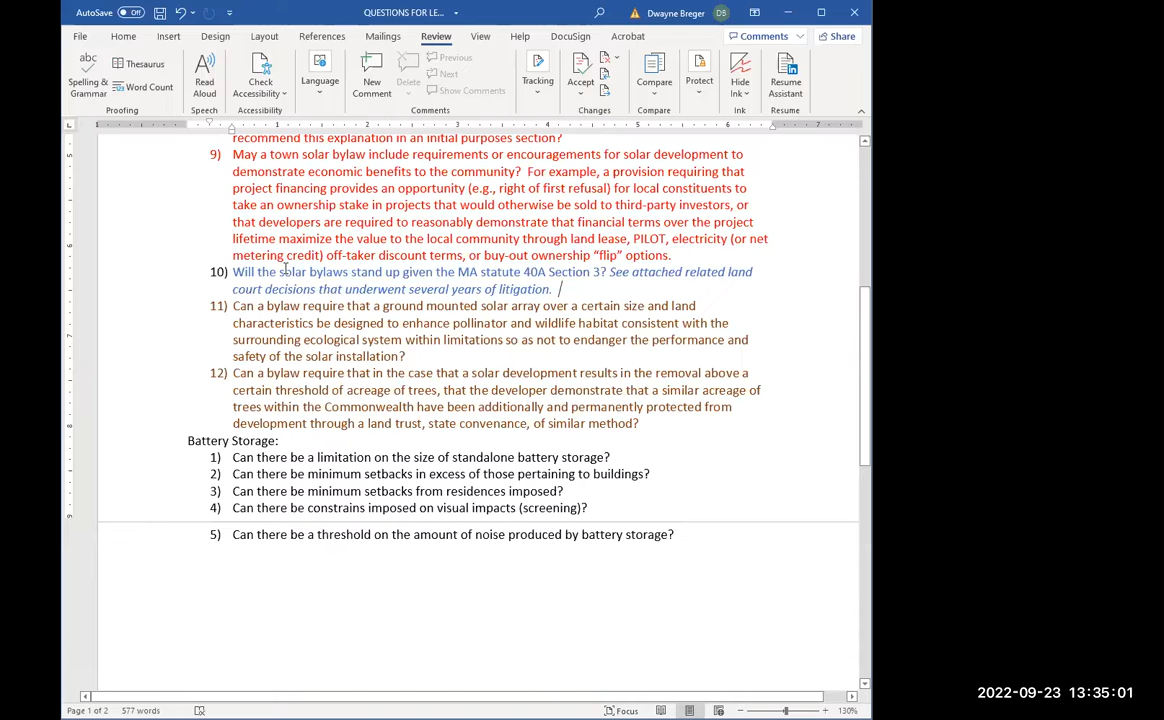 AutoSave Off QUESTIONS FOR LE... Dwayne Breger DB
File Home Insert Design Layout References Mailings Review View Help DocuSign Acrobat Comments Share
abc Spelling & Grammar Thesaurus Word Count Proofing
Read Aloud Speech
Check Accessibility Accessibility
Language
New Comment Delete Previous Next Show Comments Comments
Tracking
Accept Changes
Compare Compare
Protect
Hide Ink Ink
Resume Assistant Resume
L 1 1 2 3 4 5 6 7
recommend this explanation in an initial purposes section?
9) May a town solar bylaw include requirements or encouragements for solar development to
demonstrate economic benefits to the community? For example, a provision requiring that
project financing provides an opportunity (e.g., right of first refusal) for local constituents to
take an ownership stake in projects that would otherwise be sold to third-party investors, or
that developers are required to reasonably demonstrate that financial terms over the project
lifetime maximize the value to the local community through land lease, PILOT, electricity (or net
metering credit) off-taker discount terms, or buy-out ownership “flip” options.
10) Will the solar bylaws stand up given the MA statute 40A Section 3? See attached related land
court decisions that underwent several years of litigation.
11) Can a bylaw require that a ground mounted solar array over a certain size and land
characteristics be designed to enhance pollinator and wildlife habitat consistent with the
surrounding ecological system within limitations so as not to endanger the performance and
safety of the solar installation?
12) Can a bylaw require that in the case that a solar development results in the removal above a
certain threshold of acreage of trees, that the developer demonstrate that a similar acreage of
trees within the Commonwealth have been additionally and permanently protected from
development through a land trust, state convenance, of similar method?
Battery Storage:
1) Can there be a limitation on the size of standalone battery storage?
2) Can there be minimum setbacks in excess of those pertaining to buildings?
3) Can there be minimum setbacks from residences imposed?
4) Can there be constrains imposed on visual impacts (screening)?
5) Can there be a threshold on the amount of noise produced by battery storage?
2022-09-23 13:35:01
Page 1 of 2 577 words Focus 130%